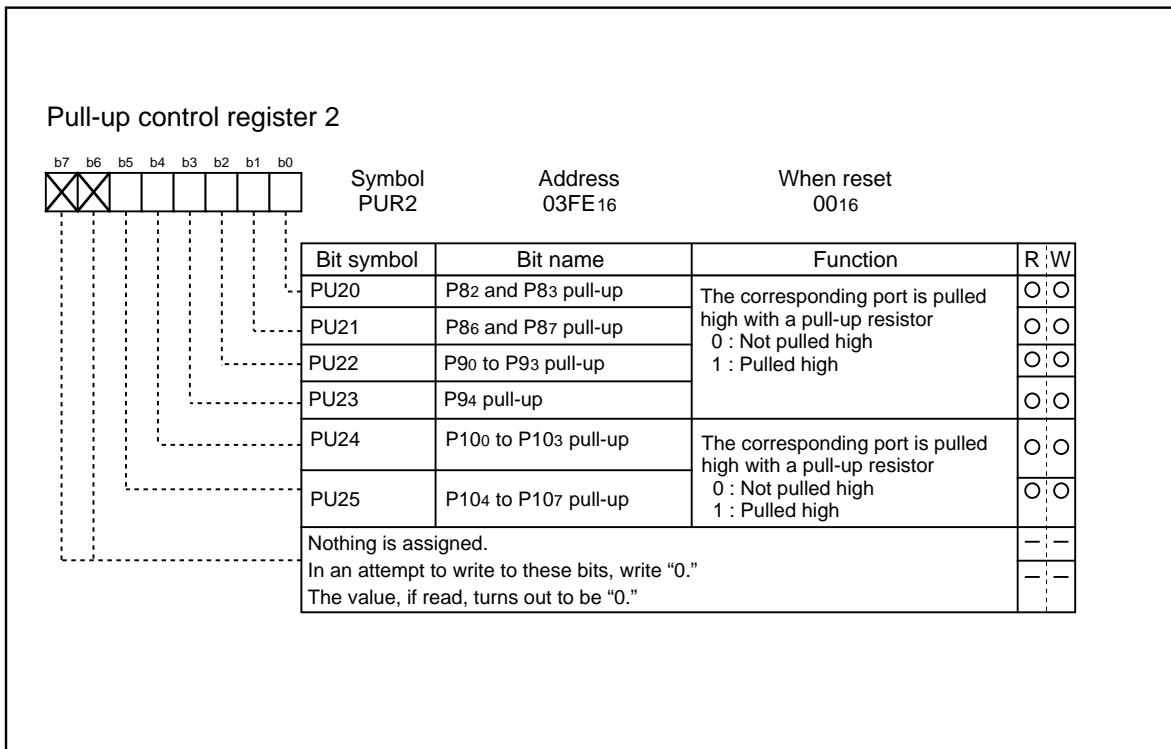 Pull-up control register 2
b7 b6 b5 b4 b3 b2 b1 b0
Symbol Address When reset
PUR2 03FE16 0016
Bit symbol Bit name Function R W
PU20 P82 and P83 pull-up The corresponding port is pulled O O
PU21 P86 and P87 pull-up high with a pull-up resistor O O
0 : Not pulled high
PU22 P90 to P93 pull-up 1 : Pulled high O O
PU23 P94 pull-up O O
PU24 P100 to P103 pull-up The corresponding port is pulled O O
high with a pull-up resistor
PU25 P104 to P107 pull-up 0 : Not pulled high O O
1 : Pulled high
Nothing is assigned. – –
In an attempt to write to these bits, write “0.” – –
The value, if read, turns out to be “0.”